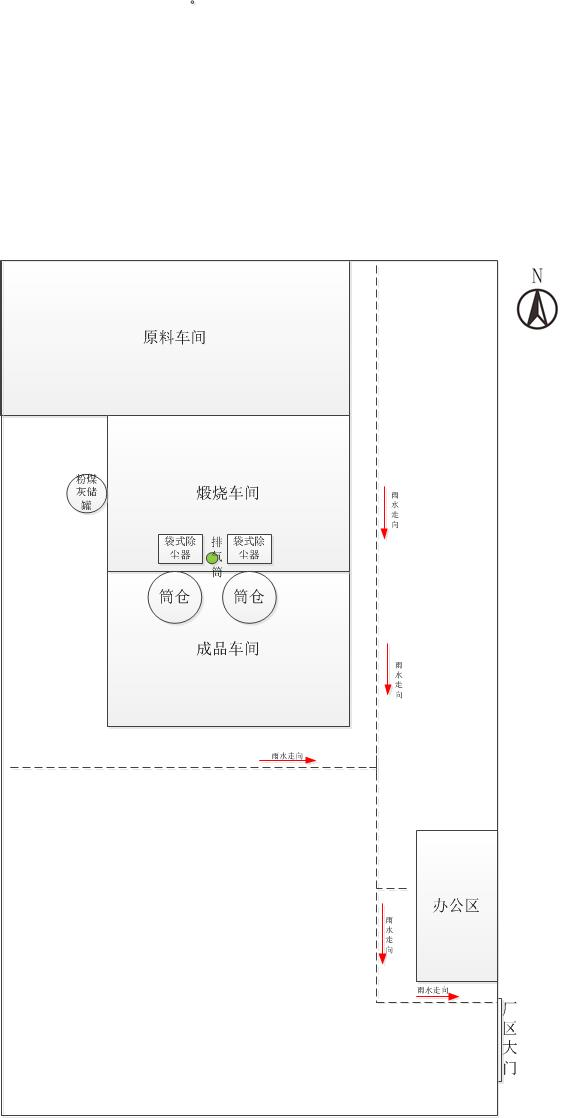 。
N
原料车间
粉煤
灰储
罐
煅烧车间
雨
水
走
向
袋式除
尘器
排
气
筒
袋式除
尘器
筒仓
筒仓
成品车间
雨
水
走
向
雨水走向
办公区
雨
水
走
向
雨水走向
厂
区
大
门